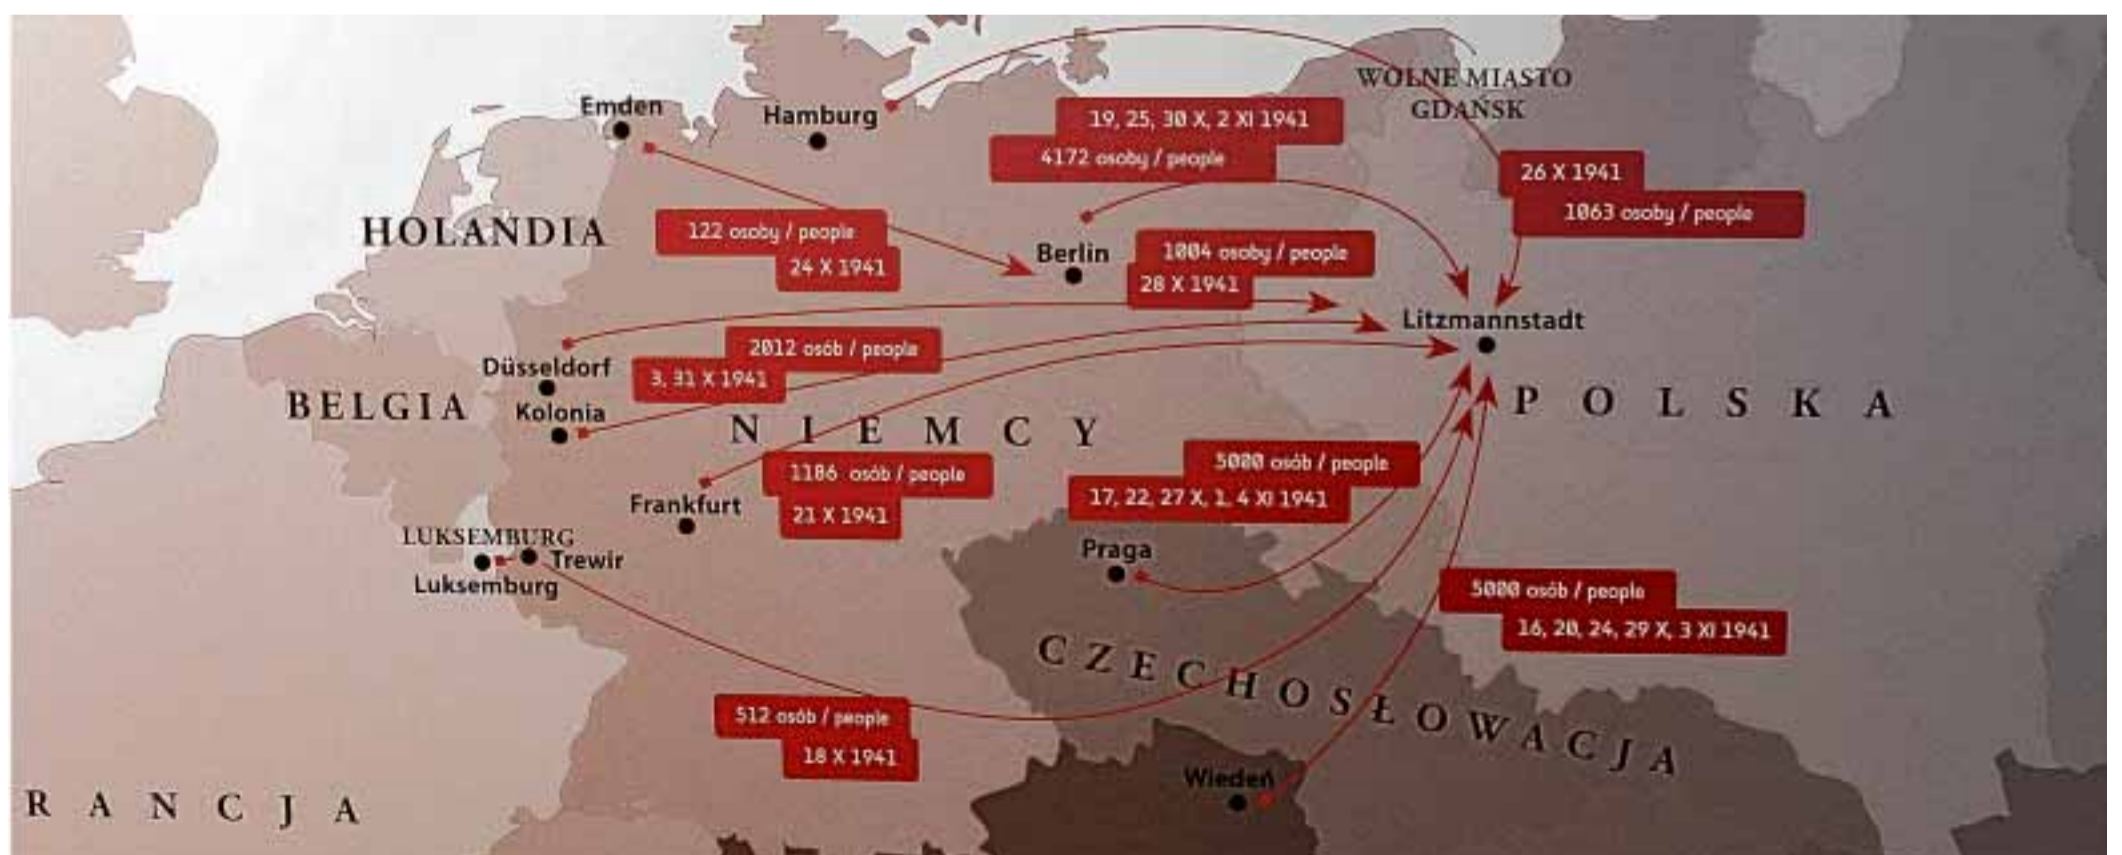 WOLNE MIASTO
GDAŃSK
Emden
Hamburg
19, 25, 30 X, 2 XI 1941
4172 osoby / people
26 X 1941
1063 osoby / people
HOLANDIA
122 osoby / people
24 X 1941
Berlin
1004 osoby / people
28 X 1941
Litzmannstadt
Düsseldorf
2012 osób / people
3, 31 X 1941
BELGIA
Kolonia
NIEMCY
POLSKA
1186 osób / people
21 X 1941
Frankfurt
5000 osób / people
17, 22, 27 X, 1, 4 XI 1941
LUKSEMBURG
Trewir
Luksemburg
Praga
5000 osób / people
16, 20, 24, 29 X, 3 XI 1941
CZECHOSŁOWACJA
512 osób / people
18 X 1941
Wiedeń
RANCJA